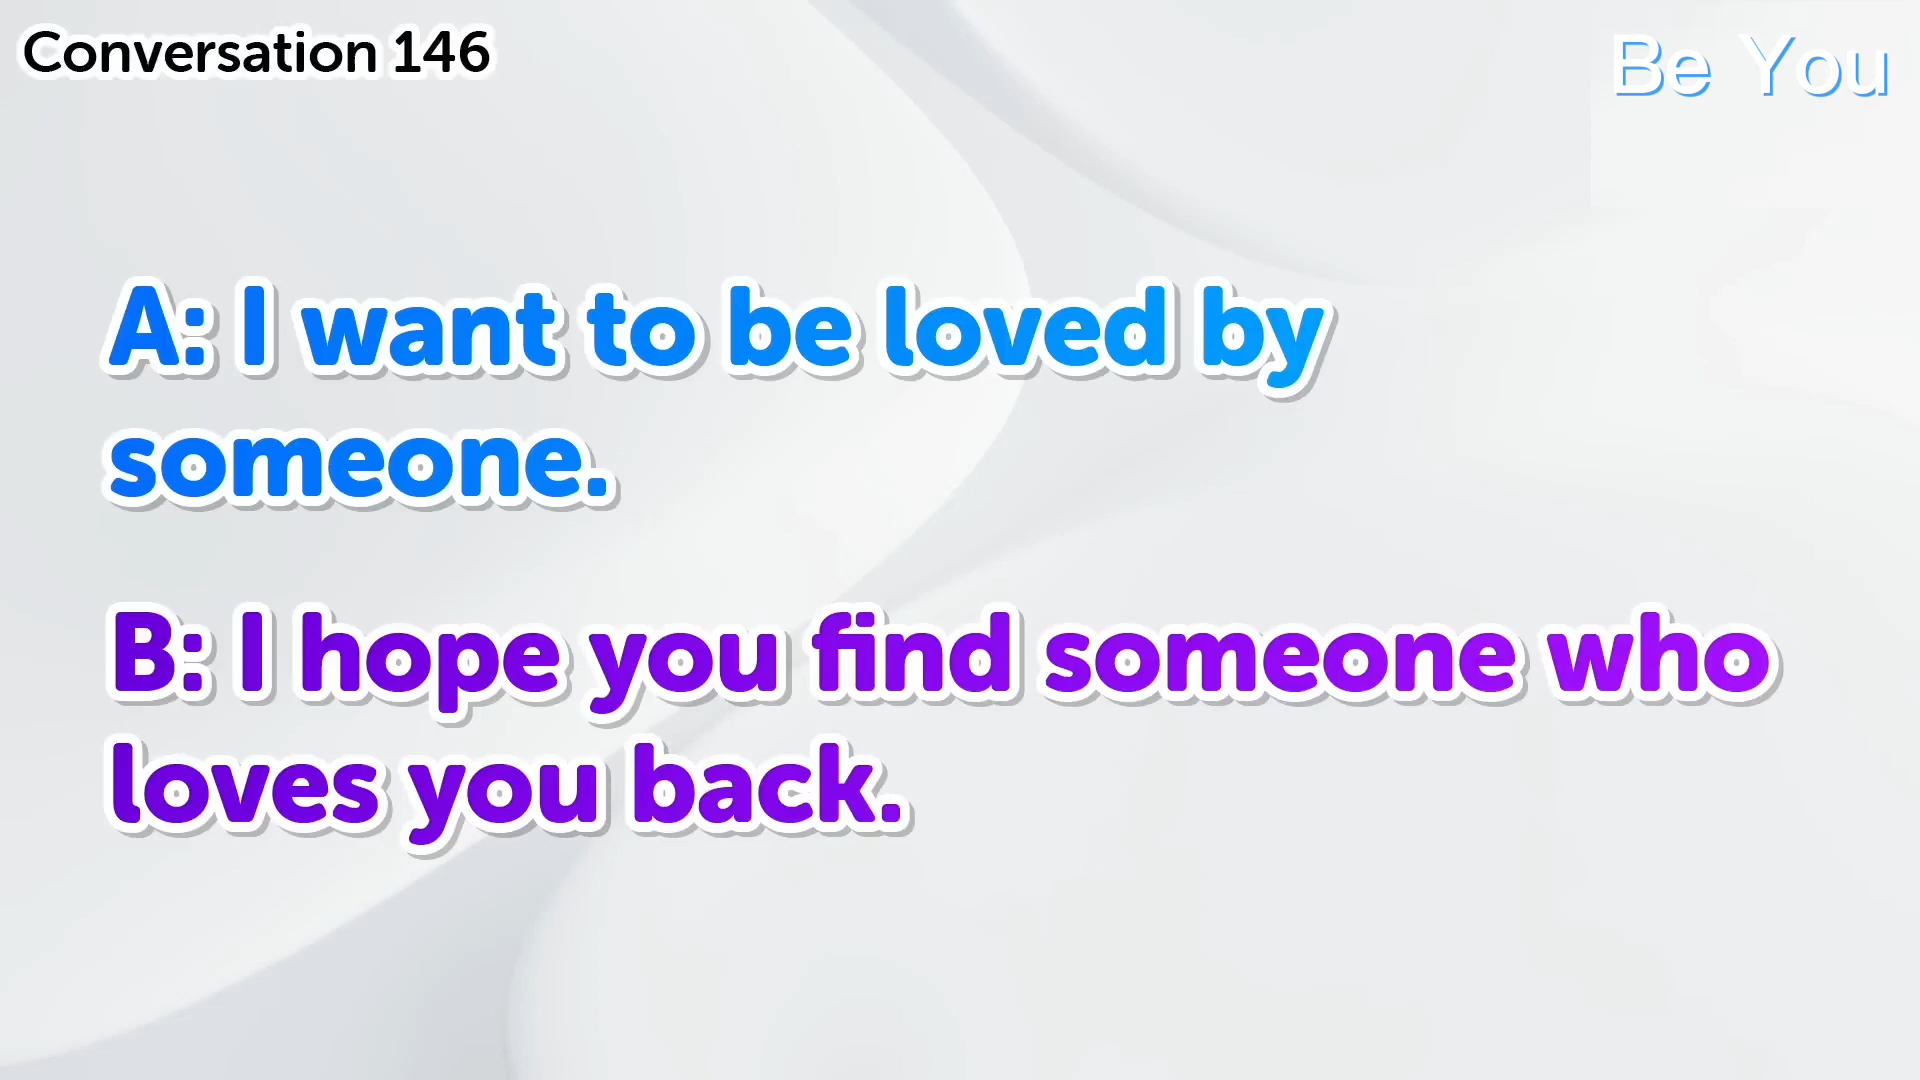 Conversation 146
Be You
A: I want to be loved by
someone.
B: I hope you find someone who
loves you back.